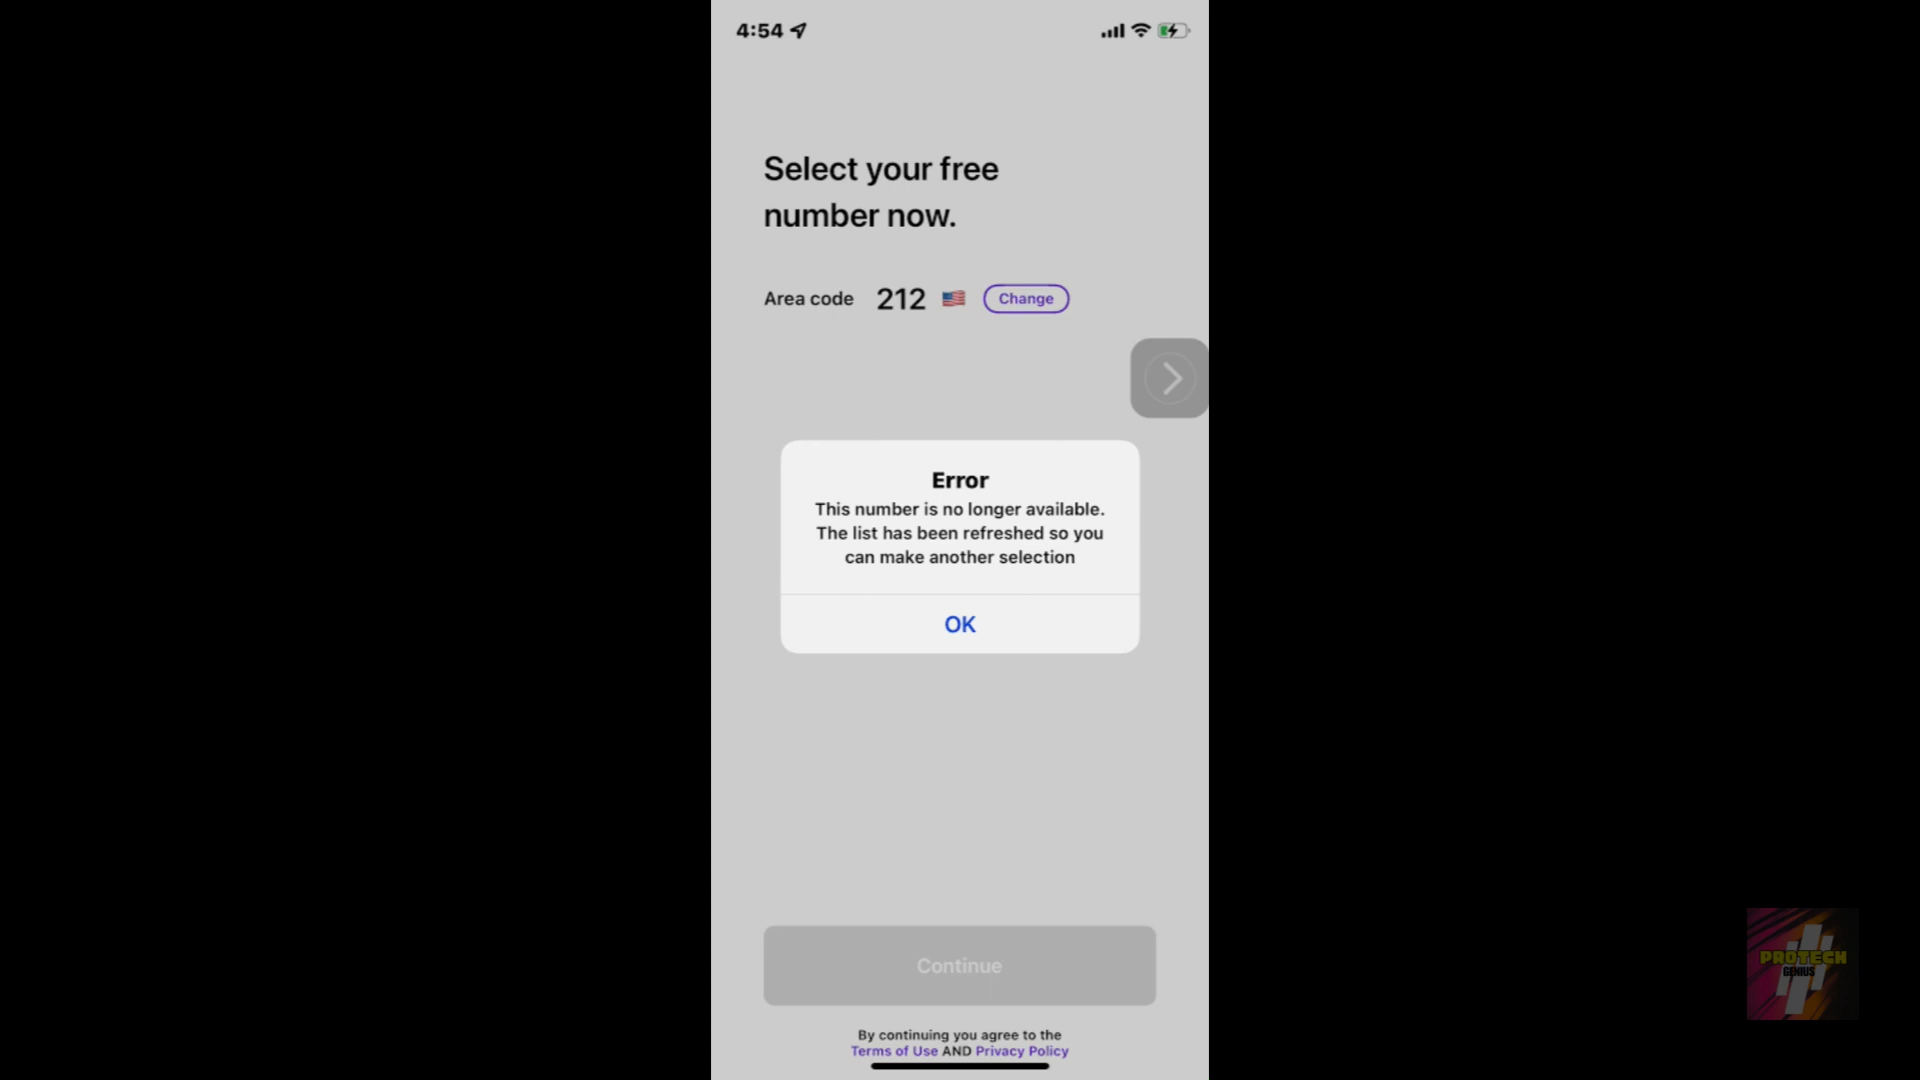 4:54
Select your free
number now.
Area code 212 Change
Error
This number is no longer available.
The list has been refreshed so you
can make another selection
OK
Continue
By continuing you agree to the
Terms of Use AND Privacy Policy
PROTECH
GENIUS